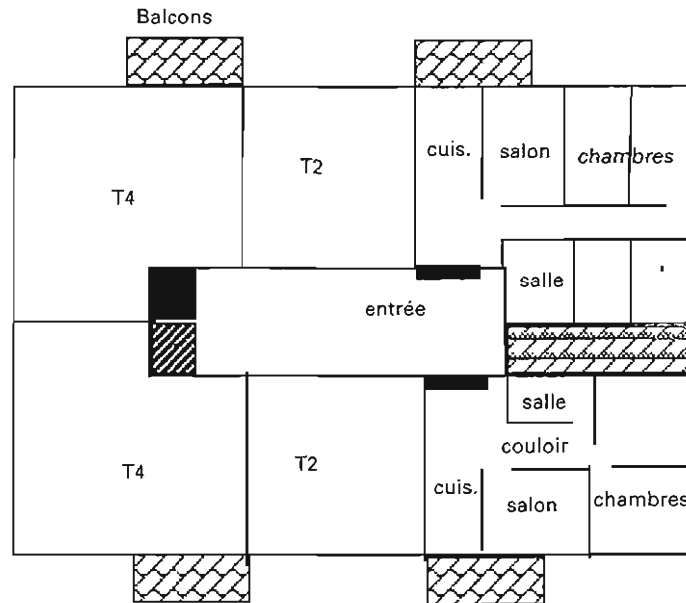 Balcons
cuis. salon chambres
T2
T4
salle
entrée
salle
couloir
T4 T2
cuis. salon chambres